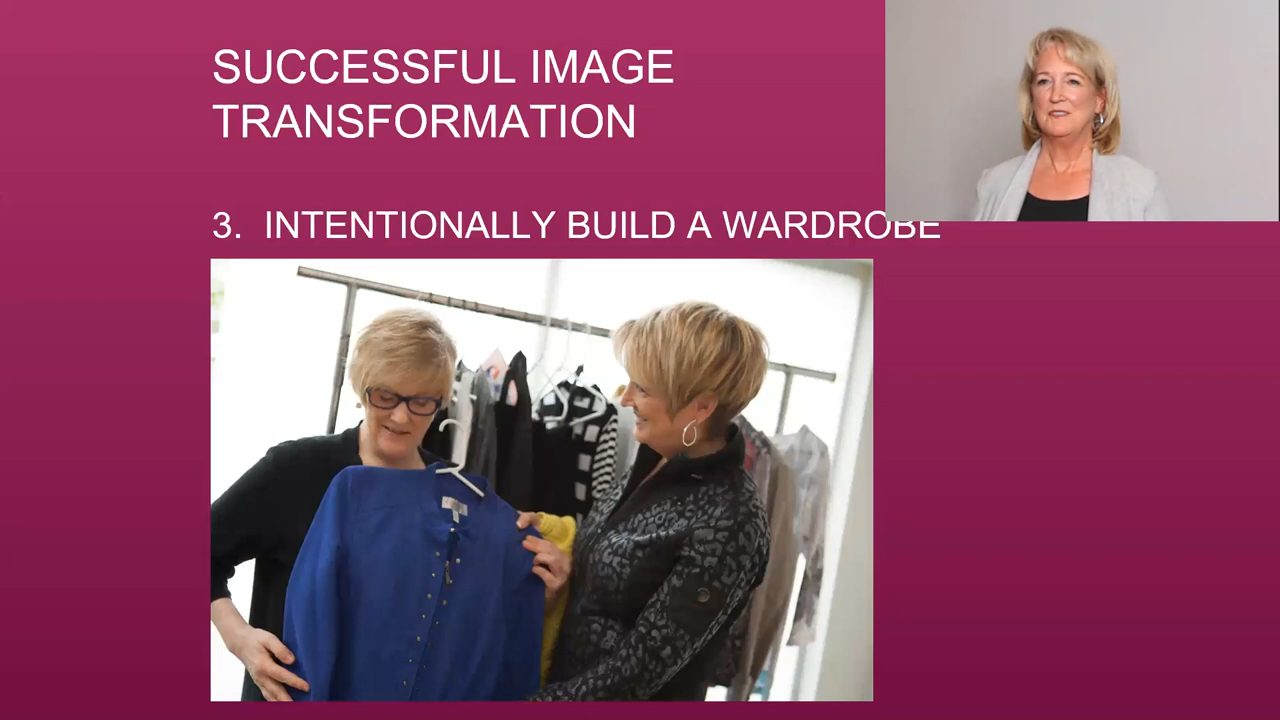 SUCCESSFUL IMAGE
TRANSFORMATION
3. INTENTIONALLY BUILD A WARDROBE